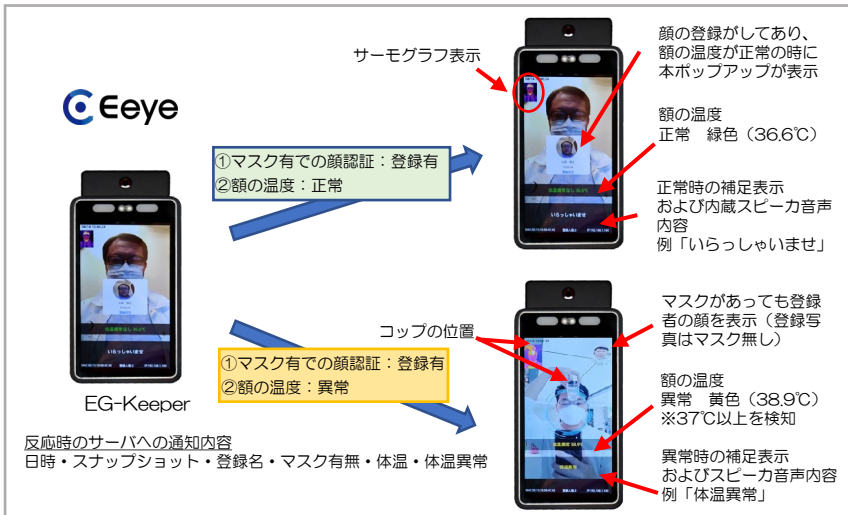 Eeye
EG-Keeper
①マスク有での顔認証：登録有
②額の温度：正常
①マスク有での顔認証：登録有
②額の温度：異常
サーモグラフ表示
顔の登録がしてあり、
額の温度が正常の時に
本ポップアップが表示
額の温度
正常　緑色（36.6℃）
正常時の補足表示
および内蔵スピーカ音声
内容
例「いらっしゃいませ」
いらっしゃいませ
いらっしゃいませ
コップの位置
マスクがあっても登録
者の顔を表示（登録写
真はマスク無し）
額の温度
異常　黄色（38.9℃）
※37℃以上を検知
異常時の補足表示
およびスピーカ音声内容
例「体温異常」
反応時のサーバへの通知内容
日時・スナップショット・登録名・マスク有無・体温・体温異常